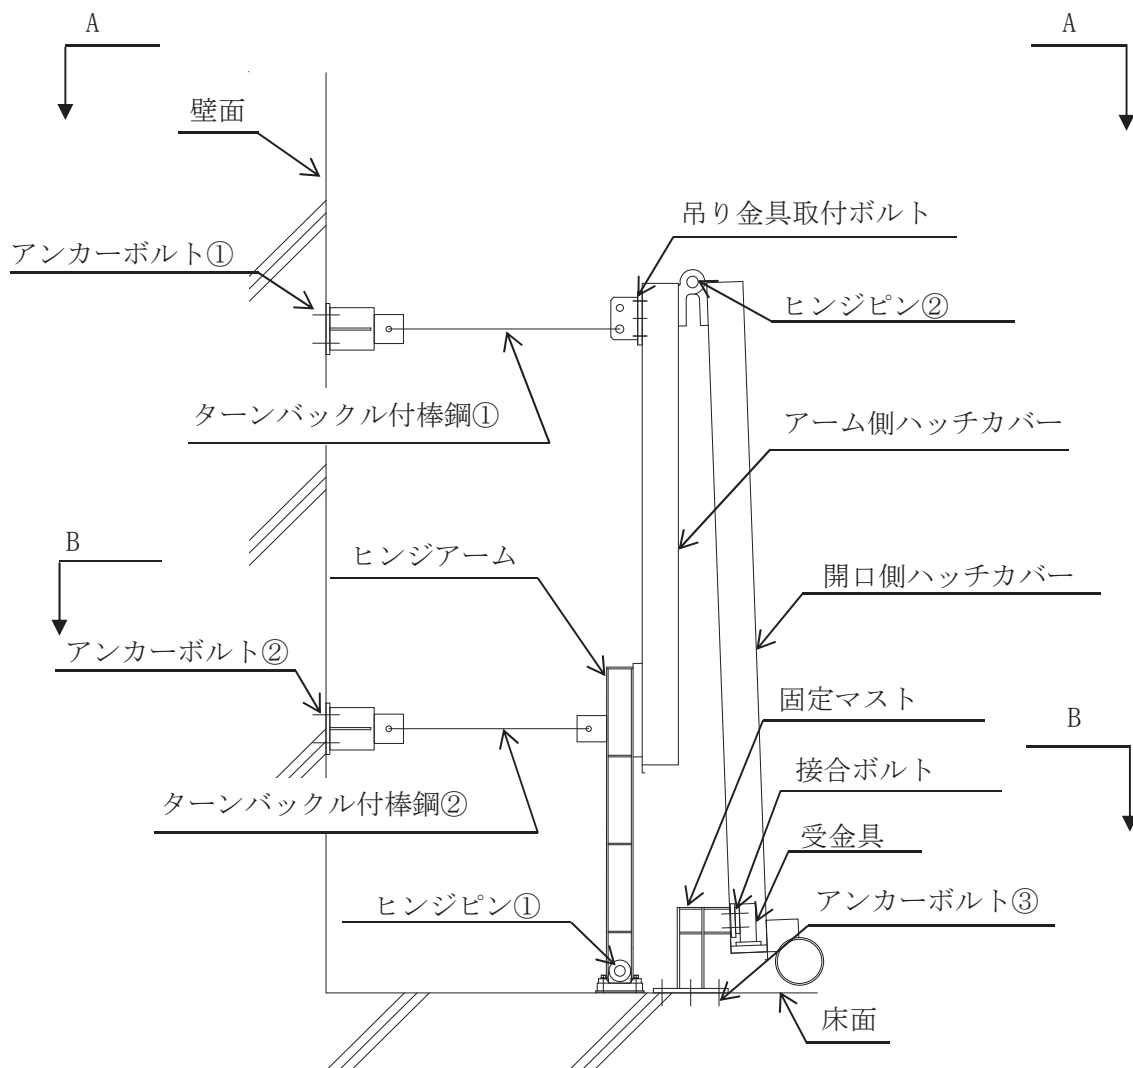 A
A
壁面
吊り金具取付ボルト
アンカーボルト①
ヒンジピン②
ターンバックル付棒鋼①
アーム側ハッチカバー
B
ヒンジアーム
開口側ハッチカバー
アンカーボルト②
固定マスト
B
接合ボルト
ターンバックル付棒鋼②
受金具
ヒンジピン①
アンカーボルト③
床面